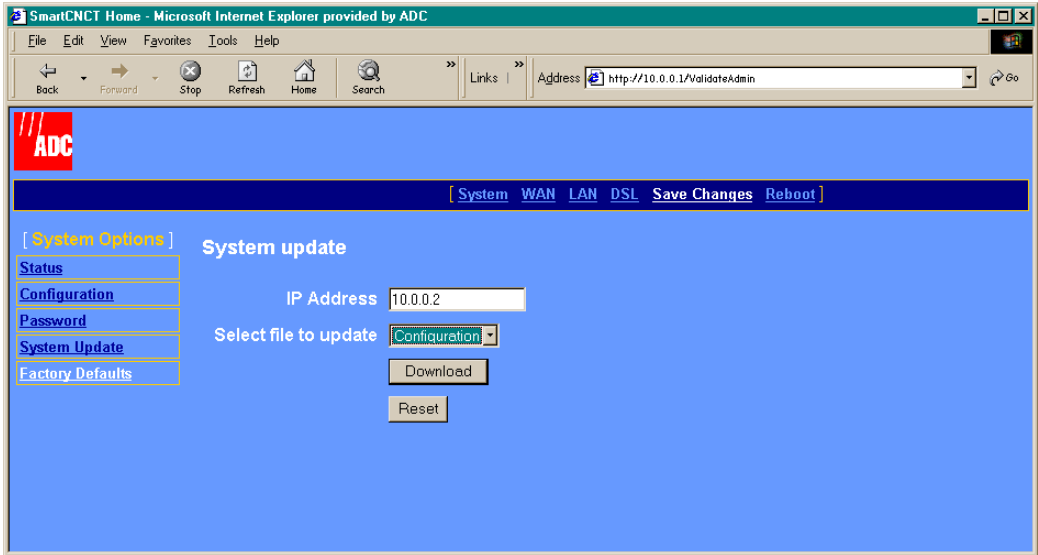 SmartCNCT Home - Microsoft Internet Explorer provided by ADC
File Edit View Favorites Tools Help
Back Forward Stop Refresh Home Search » Links » Address http://10.0.0.1/ValidateAdmin Go
ADC
[ System WAN LAN DSL Save Changes Reboot ]
[ System Options ]
Status
Configuration
Password
System Update
Factory Defaults
System update
IP Address 10.0.0.2
Select file to update Configuration
Download
Reset